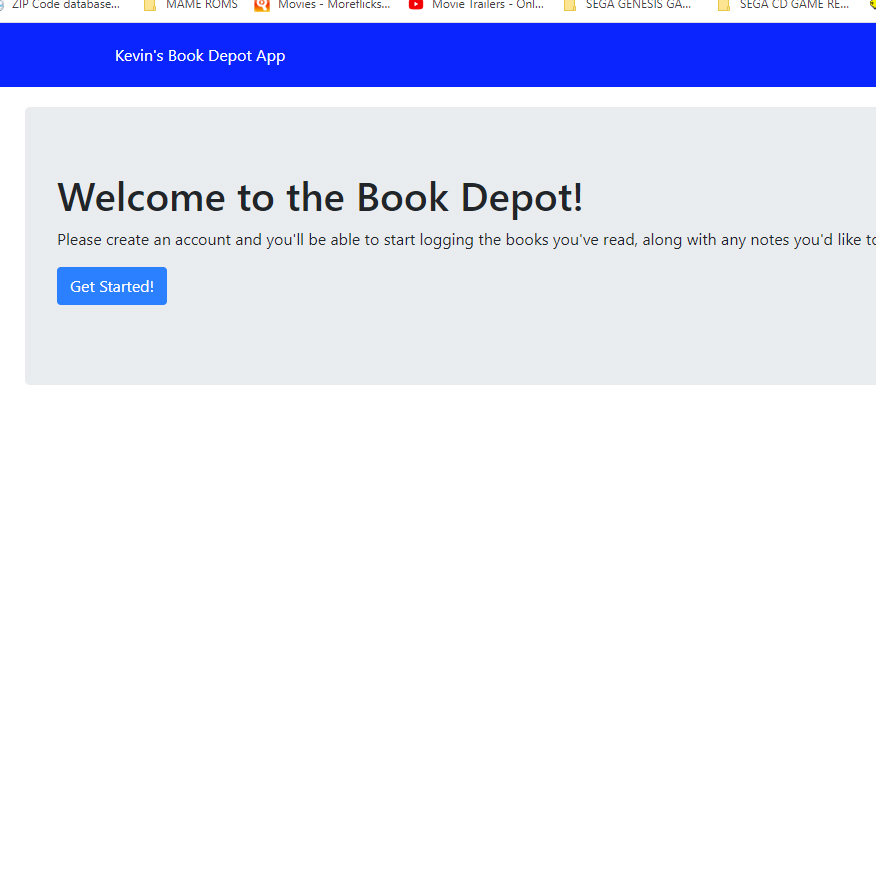 ZIP Code database... MAME ROMS Movies - Moreflicks... Movie Trailers - Onl... SEGA GENESIS GA... SEGA CD GAME RE...
Kevin's Book Depot App
Welcome to the Book Depot!
Please create an account and you'll be able to start logging the books you've read, along with any notes you'd like to
Get Started!